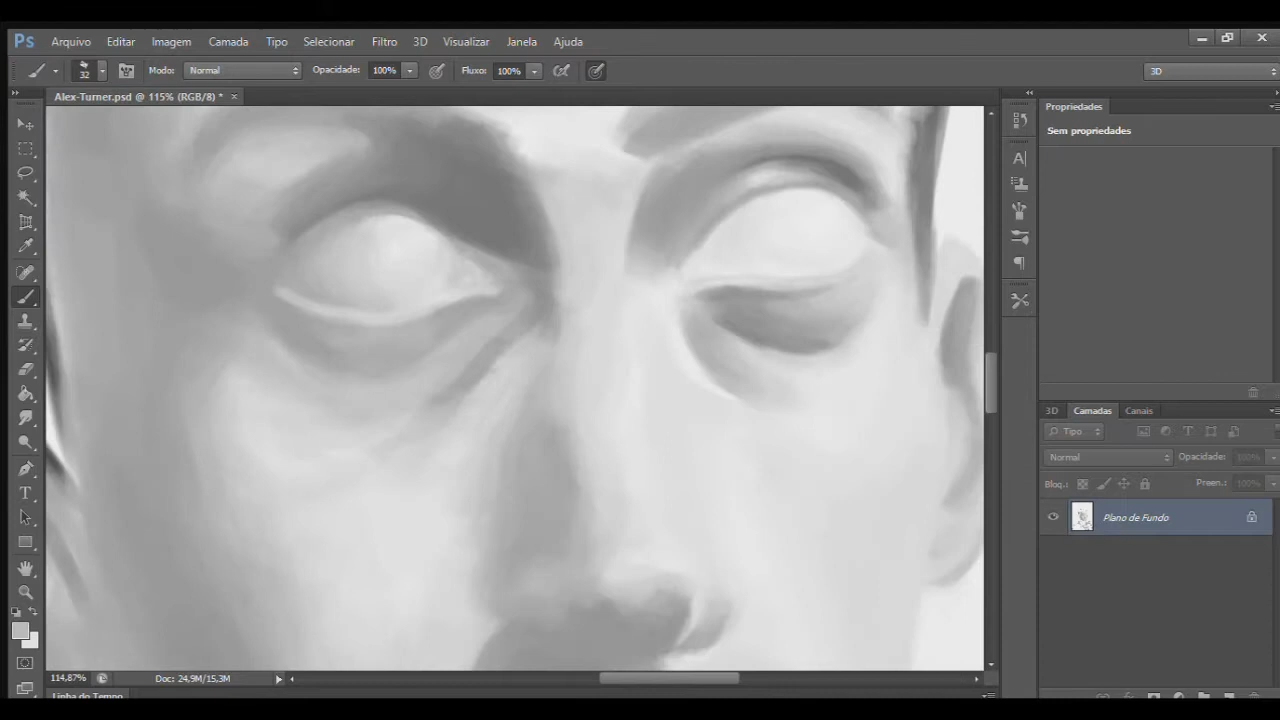 Ps Arquivo Editar Imagem Camada Tipo Selecionar Filtro 3D Visualizar Janela Ajuda
32 Modo: Normal Opacidade: 100% Fluxo: 100% 3D
Alex-Turner.psd @ 115% (RGB/8) * ×
Propriedades
Sem propriedades
3D Camadas Canais
Tipo
Normal Opacidade: 100%
Bloq.: Preen.: 100%
Plano de Fundo
114,87% Doc: 24,9M/15,3M
Linha do Tempo